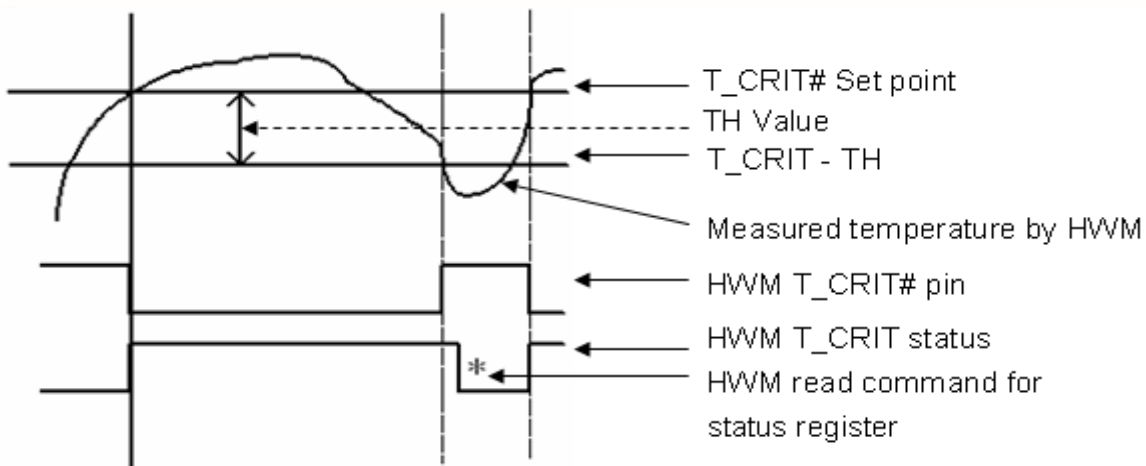 T_CRIT# Set point
TH Value
T_CRIT - TH
Measured temperature by HWM
HWM T_CRIT# pin
HWM T_CRIT status
*
HWM read command for
status register